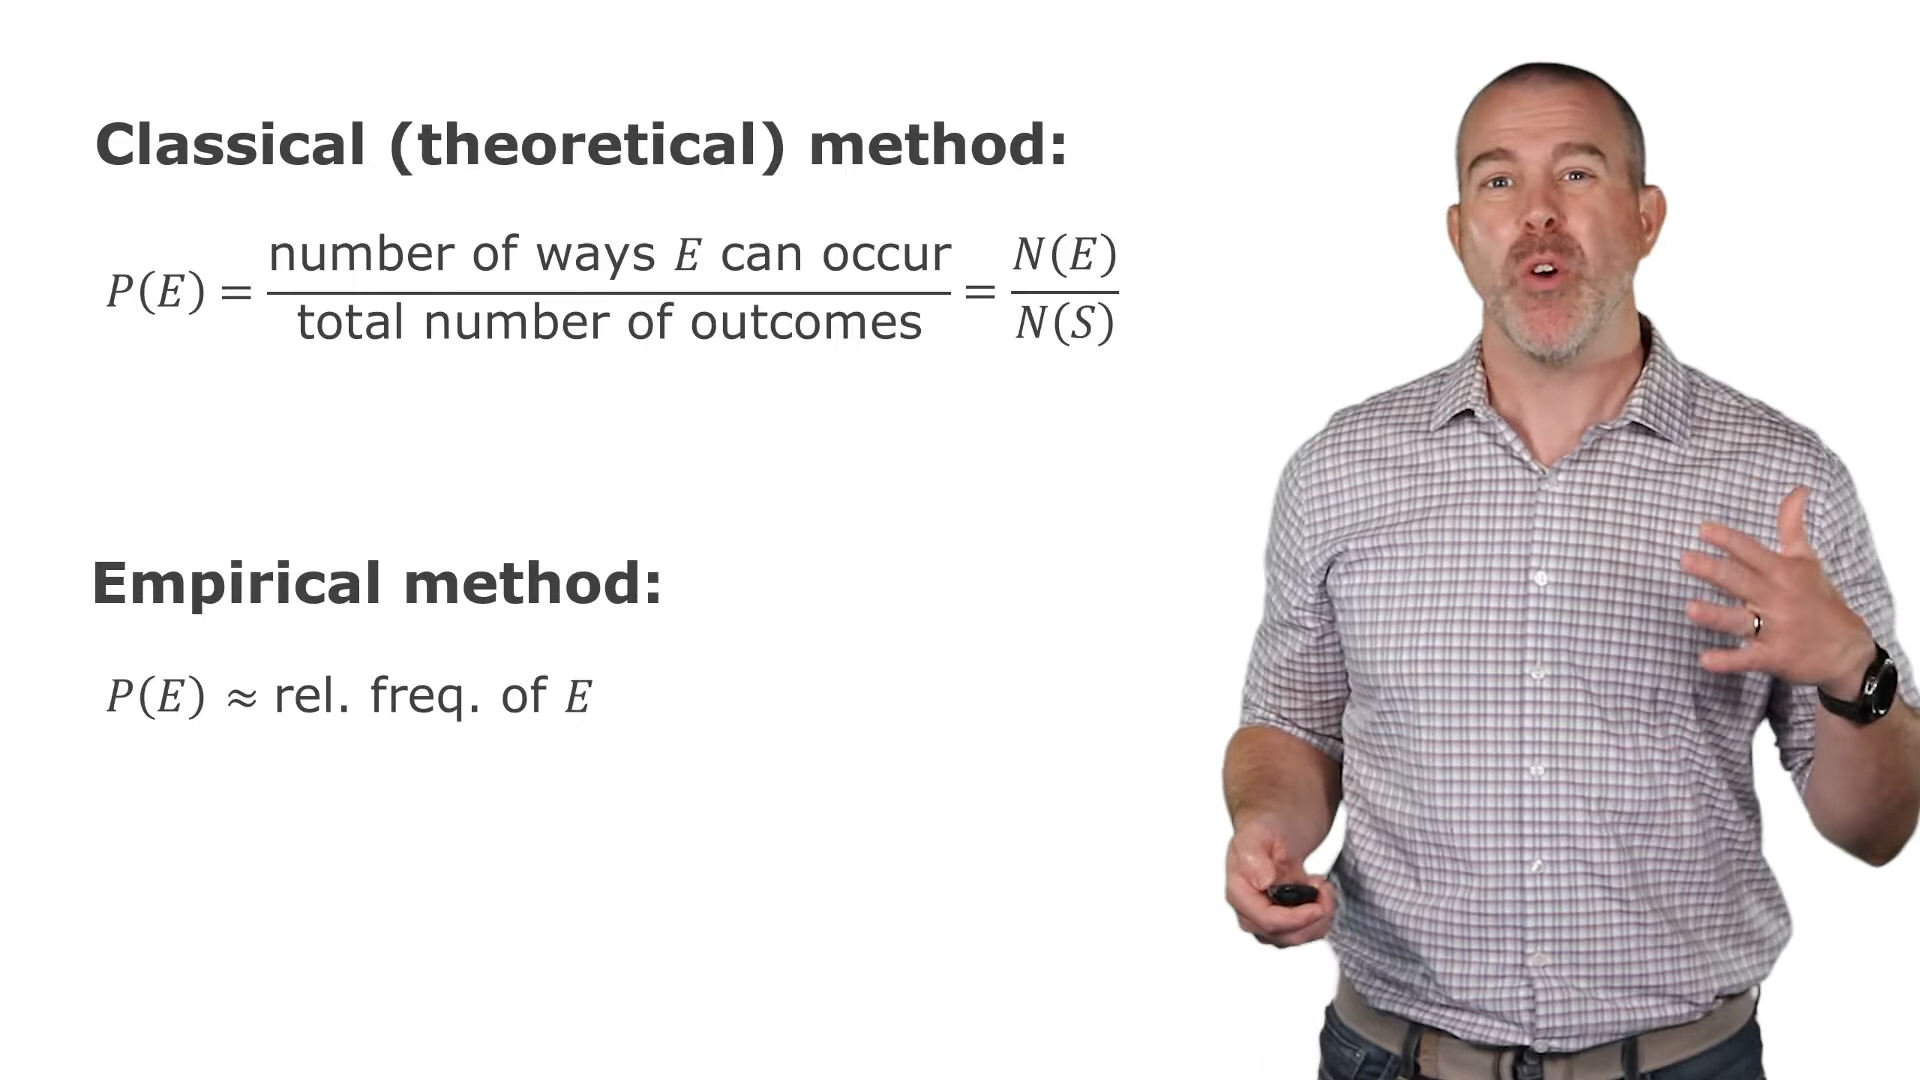 Classical (theoretical) method:
P(E) = number of ways E can occur / total number of outcomes = N(E) / N(S)
Empirical method:
P(E) ≈ rel. freq. of E